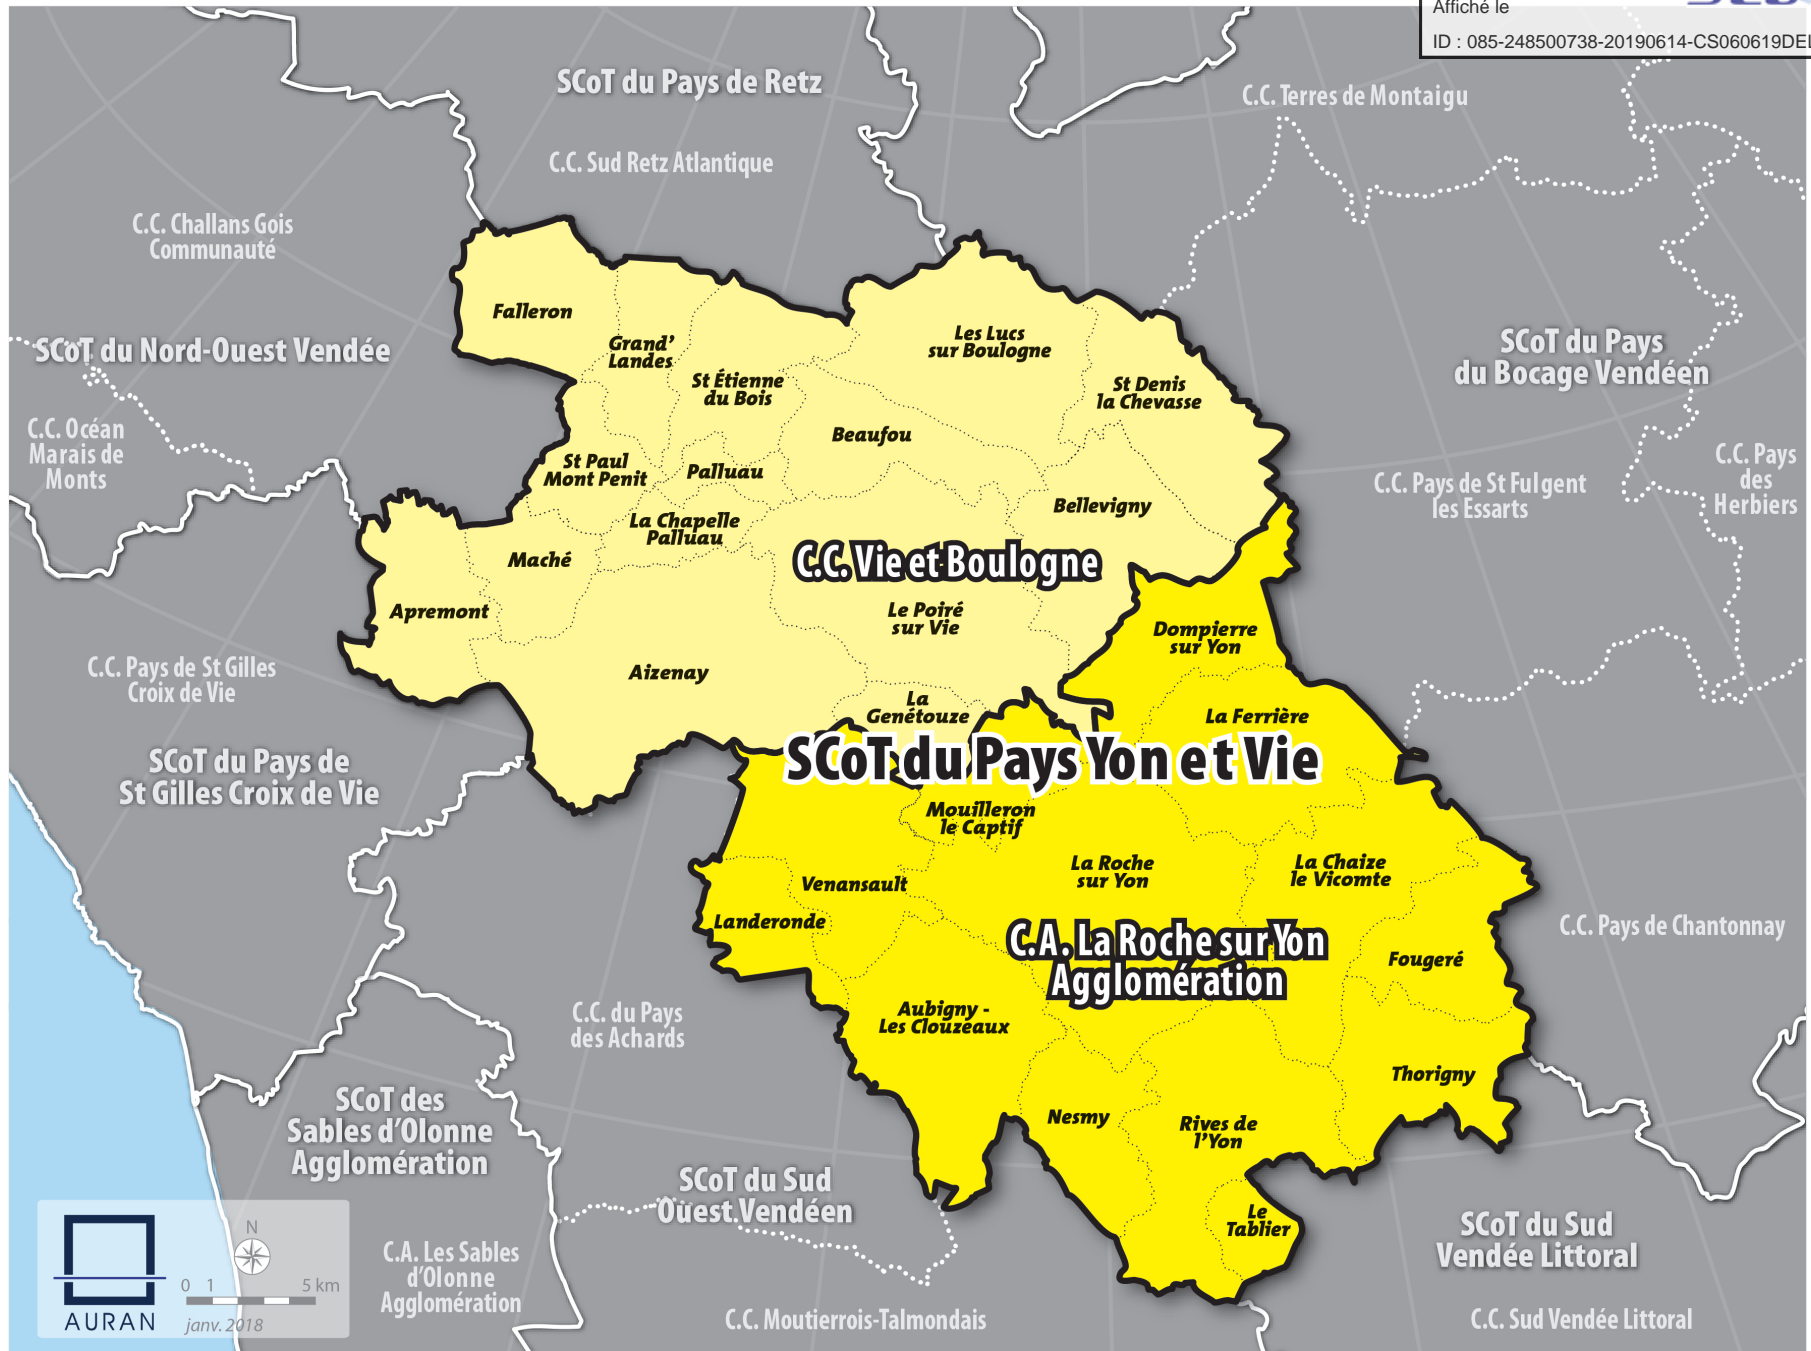 Affiché le
ID : 085-248500738-20190614-CS060619DEL
SCoT du Pays de Retz
C.C. Terres de Montaigu
C.C. Sud Retz Atlantique
C.C. Challans Gois
Communauté
Falleron
Grand'
Landes
Les Lucs
sur Boulogne
SCoT du Nord-Ouest Vendée
SCoT du Pays
du Bocage Vendéen
St Étienne
du Bois
St Denis
la Chevasse
C.C. Océan
Marais de
Monts
Beaufou
St Paul
Mont Penit
Palluau
C.C. Pays de St Fulgent
les Essarts
C.C. Pays
des
Herbiers
Bellevigny
La Chapelle
Palluau
Maché
C.C. Vie et Boulogne
Apremont
Le Poiré
sur Vie
Dompierre
sur Yon
C.C. Pays de St Gilles
Croix de Vie
Aizenay
La
Genétouze
La Ferrière
SCoT du Pays Yon et Vie
SCoT du Pays de
St Gilles Croix de Vie
Mouilleron
le Captif
La Roche
sur Yon
La Chaize
le Vicomte
Venansault
Landeronde
C.A. La Roche sur Yon
Agglomération
C.C. Pays de Chantonnay
Fougeré
Aubigny -
Les Clouzeaux
C.C. du Pays
des Achards
Thorigny
SCoT des
Sables d'Olonne
Agglomération
Nesmy
Rives de
l'Yon
SCoT du Sud
Ouest Vendéen
Le
Tablier
SCoT du Sud
Vendée Littoral
C.A. Les Sables
d'Olonne
Agglomération
C.C. Moutierrois-Talmondais
C.C. Sud Vendée Littoral
N
0 1 5 km
AURAN
janv. 2018